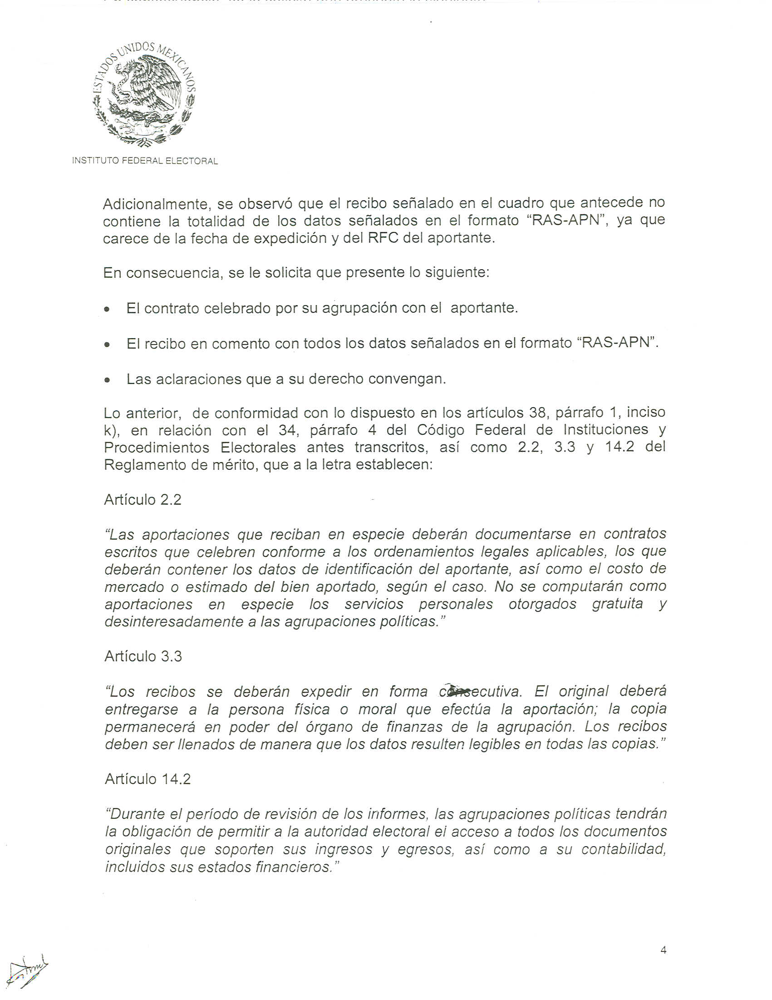 ESTADOS UNIDOS MEXICANOS
INSTITUTO FEDERAL ELECTORAL
Adicionalmente, se observó que el recibo señalado en el cuadro que antecede no
contiene la totalidad de los datos señalados en el formato “RAS-APN”, ya que
carece de la fecha de expedición y del RFC del aportante.
En consecuencia, se le solicita que presente lo siguiente:
• El contrato celebrado por su agrupación con el aportante.
• El recibo en comento con todos los datos señalados en el formato “RAS-APN”.
• Las aclaraciones que a su derecho convengan.
Lo anterior, de conformidad con lo dispuesto en los artículos 38, párrafo 1, inciso
k), en relación con el 34, párrafo 4 del Código Federal de Instituciones y
Procedimientos Electorales antes transcritos, así como 2.2, 3.3 y 14.2 del
Reglamento de mérito, que a la letra establecen:
Artículo 2.2
“Las aportaciones que reciban en especie deberán documentarse en contratos
escritos que celebren conforme a los ordenamientos legales aplicables, los que
deberán contener los datos de identificación del aportante, así como el costo de
mercado o estimado del bien aportado, según el caso. No se computarán como
aportaciones en especie los servicios personales otorgados gratuita y
desinteresadamente a las agrupaciones políticas.”
Artículo 3.3
“Los recibos se deberán expedir en forma consecutiva. El original deberá
entregarse a la persona física o moral que efectúa la aportación; la copia
permanecerá en poder del órgano de finanzas de la agrupación. Los recibos
deben ser llenados de manera que los datos resulten legibles en todas las copias.”
Artículo 14.2
“Durante el período de revisión de los informes, las agrupaciones políticas tendrán
la obligación de permitir a la autoridad electoral el acceso a todos los documentos
originales que soporten sus ingresos y egresos, así como a su contabilidad,
incluidos sus estados financieros.”
4